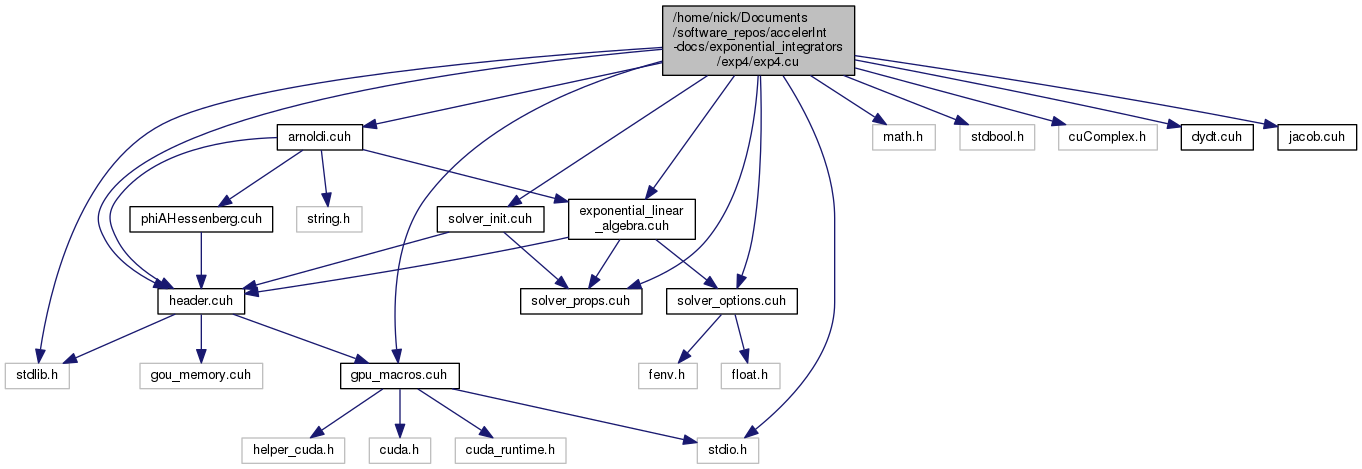 /home/nick/Documents
/software_repos/accelerInt
-docs/exponential_integrators
/exp4/exp4.cu
arnoldi.cuh
math.h
stdbool.h
cuComplex.h
dydt.cuh
jacob.cuh
phiAHessenberg.cuh
string.h
solver_init.cuh
exponential_linear
_algebra.cuh
header.cuh
solver_props.cuh
solver_options.cuh
stdlib.h
gou_memory.cuh
gpu_macros.cuh
fenv.h
float.h
helper_cuda.h
cuda.h
cuda_runtime.h
stdio.h